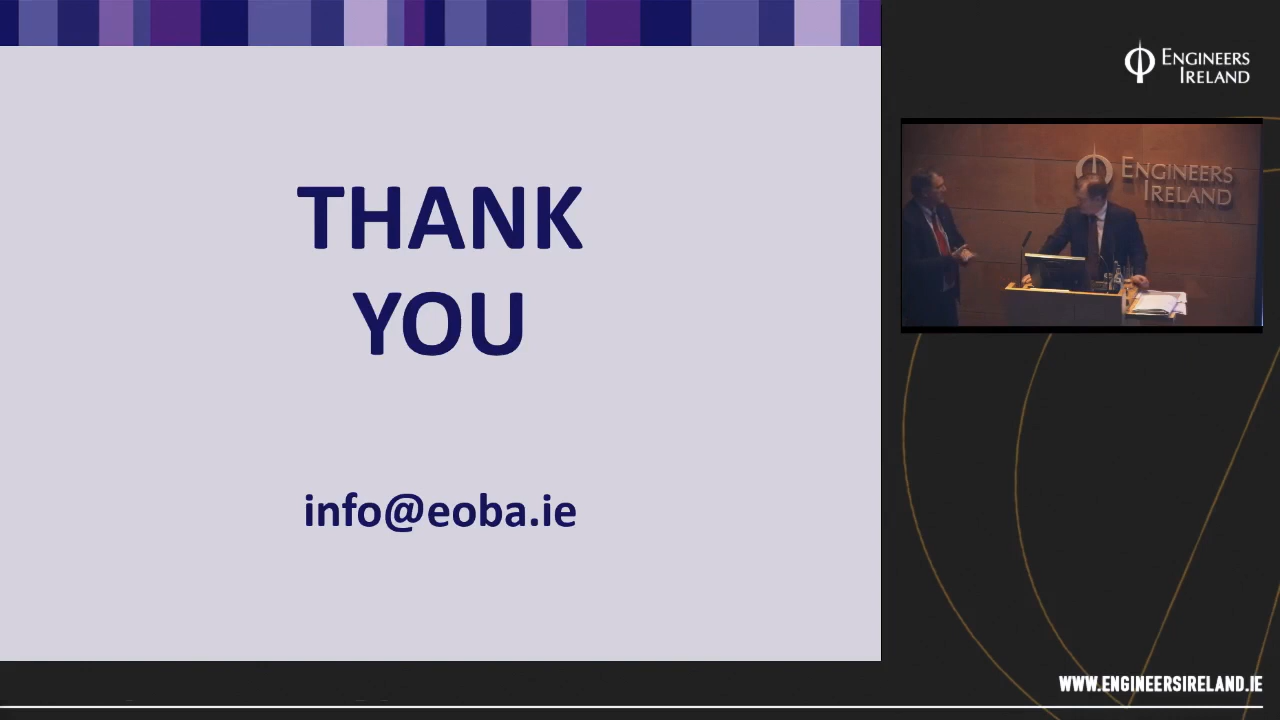 THANK
YOU
info@eoba.ie
ENGINEERS
IRELAND
ENGINEERS
IRELAND
WWW.ENGINEERSIRELAND.IE